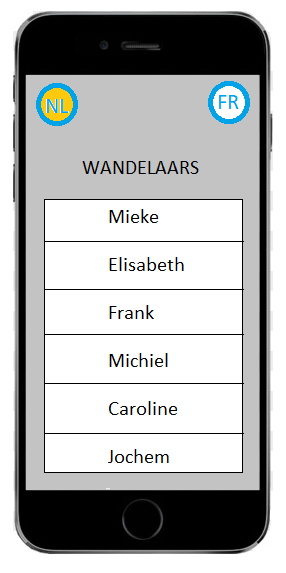 NL
FR
WANDELAARS
Mieke
Elisabeth
Frank
Michiel
Caroline
Jochem